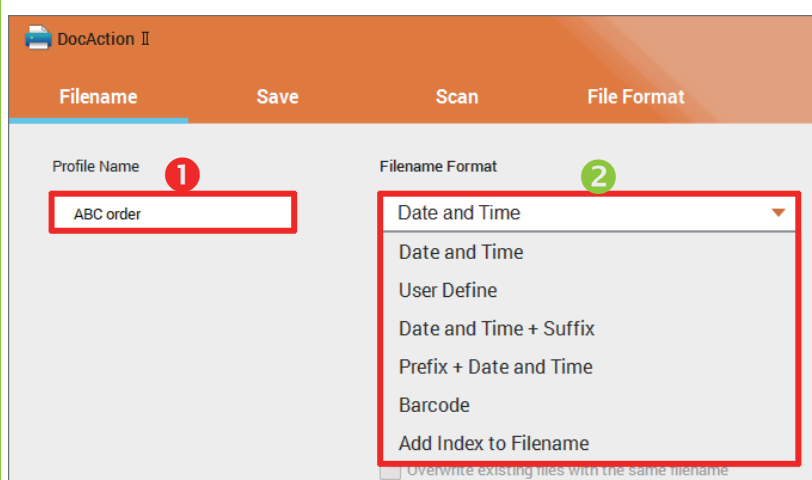 DocAction II
Filename Save Scan File Format
Profile Name
1
Filename Format
2
ABC order
Date and Time
Date and Time
User Define
Date and Time + Suffix
Prefix + Date and Time
Barcode
Add Index to Filename
Overwrite existing files with the same filename